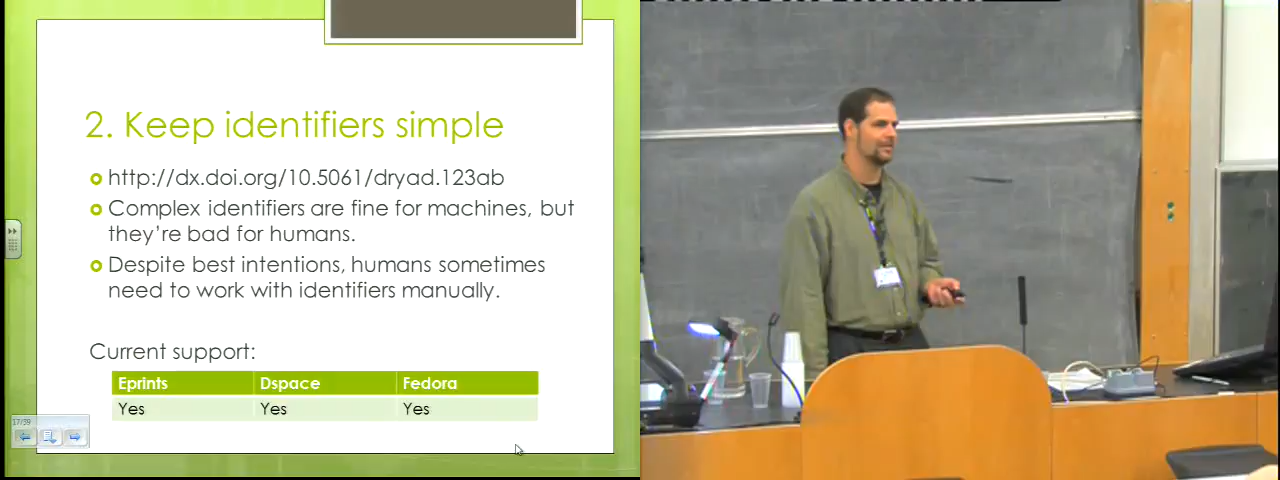 2. Keep identifiers simple
http://dx.doi.org/10.5061/dryad.123ab
Complex identifiers are fine for machines, but
they're bad for humans.
Despite best intentions, humans sometimes
need to work with identifiers manually.
Current support:
Eprints Dspace Fedora
Yes Yes Yes
17/39